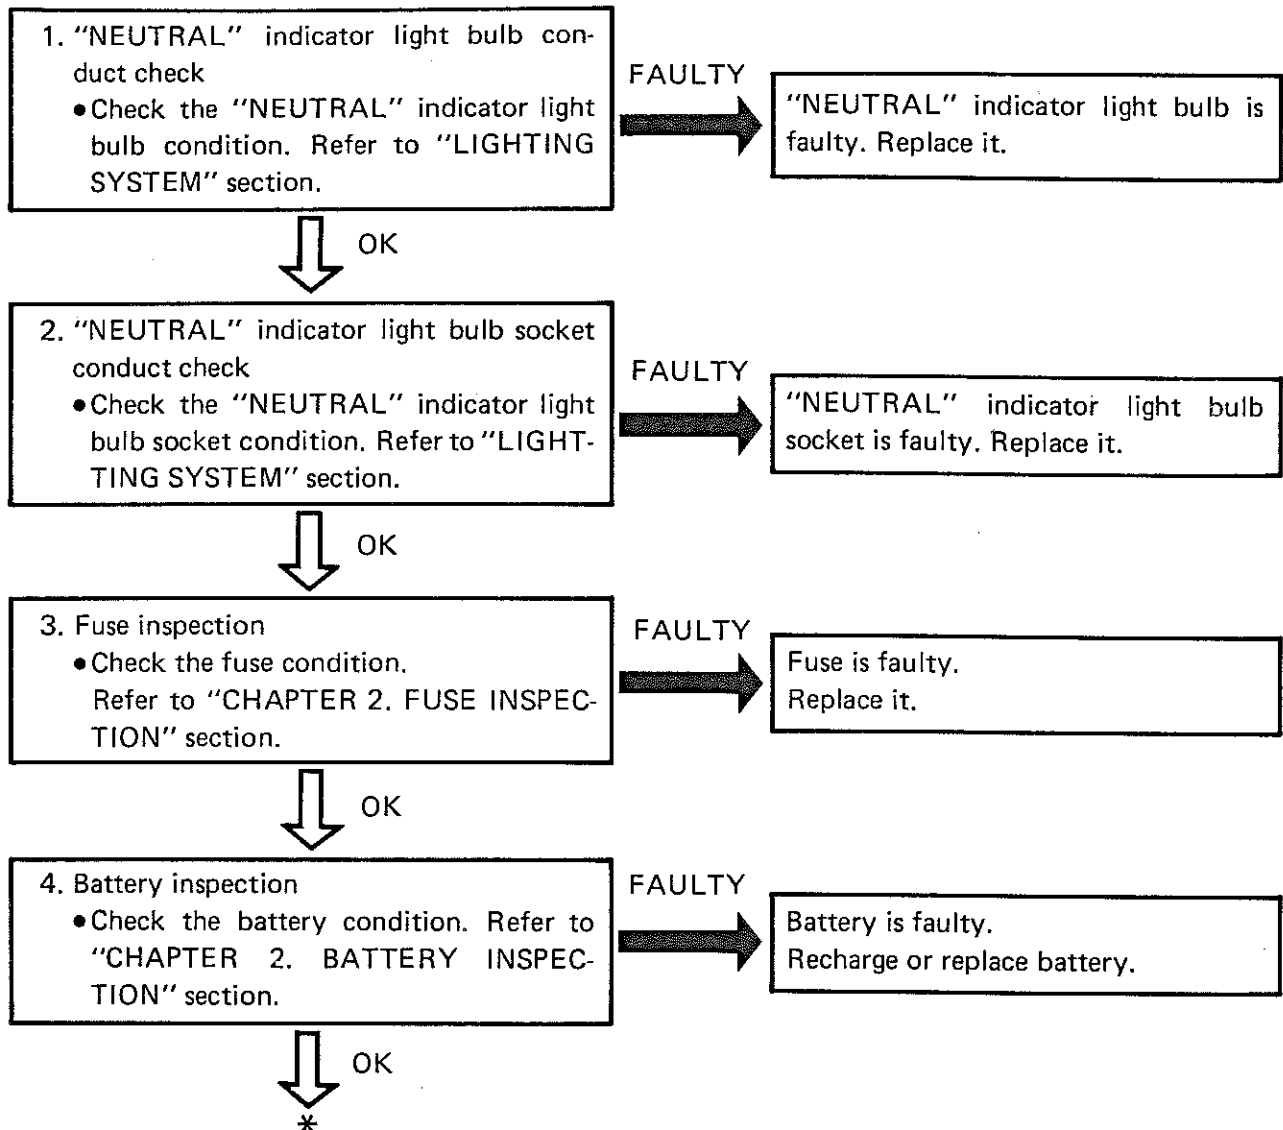 1. “NEUTRAL” indicator light bulb con-
duct check
●Check the “NEUTRAL” indicator light
bulb condition. Refer to “LIGHTING
SYSTEM” section.
FAULTY
“NEUTRAL” indicator light bulb is
faulty. Replace it.
OK
2. “NEUTRAL” indicator light bulb socket
conduct check
●Check the “NEUTRAL” indicator light
bulb socket condition. Refer to “LIGHT-
TING SYSTEM” section.
FAULTY
“NEUTRAL” indicator light bulb
socket is faulty. Replace it.
OK
3. Fuse inspection
●Check the fuse condition.
Refer to “CHAPTER 2. FUSE INSPEC-
TION” section.
FAULTY
Fuse is faulty.
Replace it.
OK
4. Battery inspection
●Check the battery condition. Refer to
“CHAPTER 2. BATTERY INSPEC-
TION” section.
FAULTY
Battery is faulty.
Recharge or replace battery.
OK
*